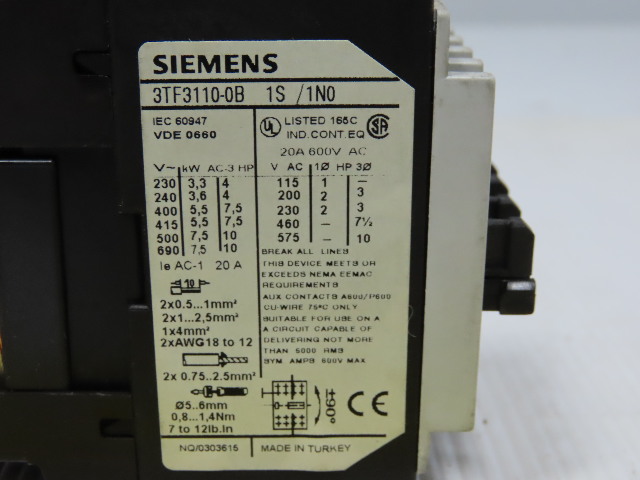 SIEMENS
3TF3110-0B 1S /1NO
IEC 60947
VDE 0660
V~ kW AC-3 HP
230 3,3 4
240 3,6 4
400 5,5 7,5
415 5,5 7,5
500 7,5 10
690 7,5 10
Ie AC-1 20 A
10
2x0.5...1mm²
2x1...2,5mm²
1x4mm²
2xAWG18 to 12
2x 0.75..2.5mm²
Ø5..6mm
0,8..1,4Nm
7 to 12lb.In
UL LISTED 165C
IND.CONT.EQ SA
20A 600V AC
V AC 1Ø HP 3Ø
115 1 –
200 2 3
230 2 3
460 – 7½
575 – 10
BREAK ALL LINES
THIS DEVICE MEETS OR
EXCEEDS NEMA EEMAC
REQUIREMENTS
AUX CONTACTS A600/P600
CU-WIRE 75°C ONLY
SUITABLE FOR USE ON A
A CIRCUIT CAPABLE OF
DELIVERING NOT MORE
THAN 5000 RMS
SYM. AMPS 600V MAX
±90°
CE
NQ/0303615 MADE IN TURKEY